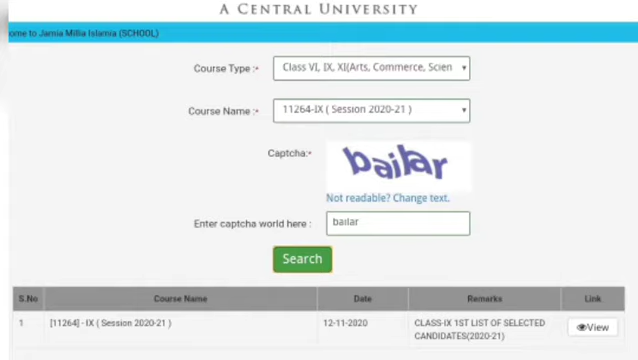 A CENTRAL UNIVERSITY
ome to Jamia Millia Islamia (SCHOOL)
Course Type :* Class VI, IX, XI(Arts, Commerce, Scien
Course Name :* 11264-IX ( Session 2020-21 )
Captcha:* bailar
Not readable? Change text.
Enter captcha world here : bailar
Search
S.No Course Name Date Remarks Link
1 [11264] - IX ( Session 2020-21 ) 12-11-2020 CLASS-IX 1ST LIST OF SELECTED View
CANDIDATES(2020-21)